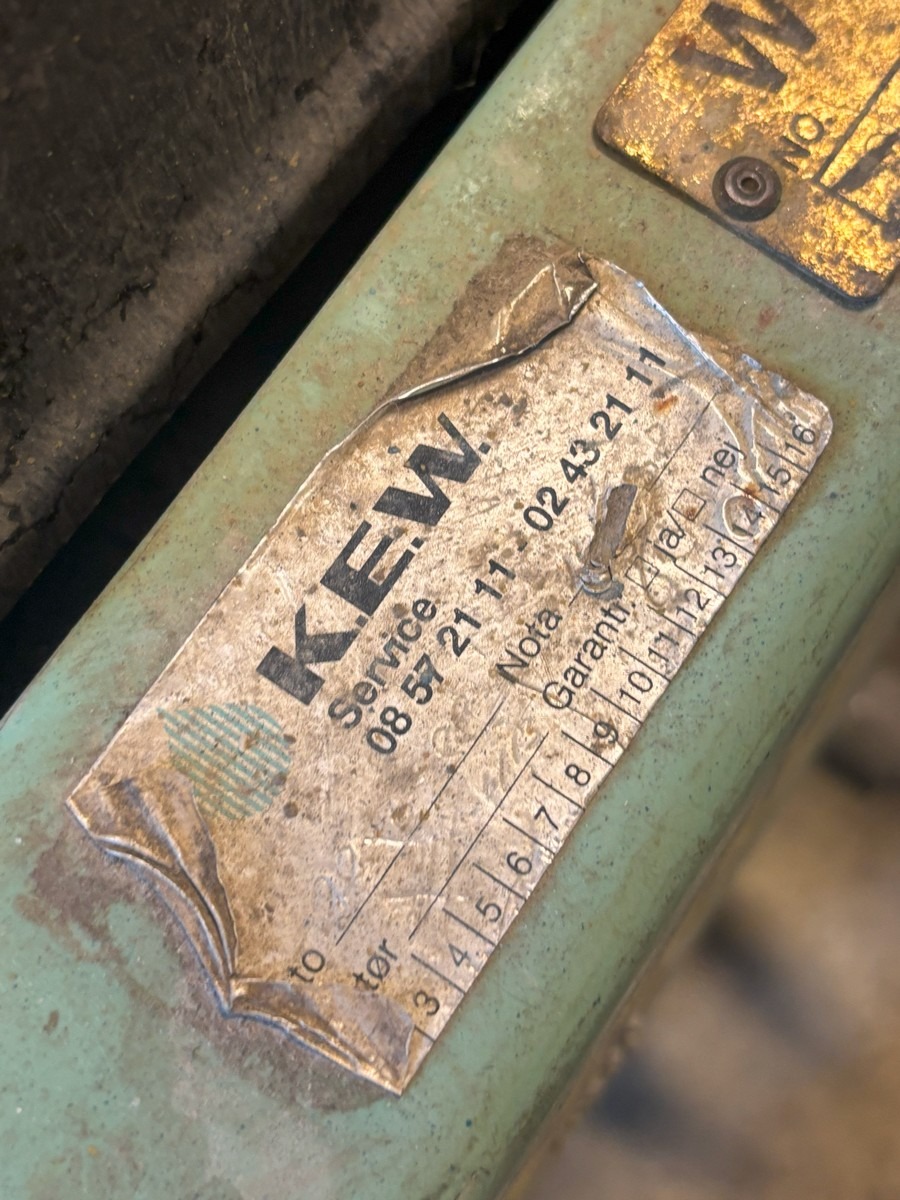 W
NO.
K.E.W.
Service
08 57 21 11 . 02 43 21 11
to Nota
tør Garanti: ja/ nej
3 4 5 6 7 8 9 10 11 12 13 14 15 16